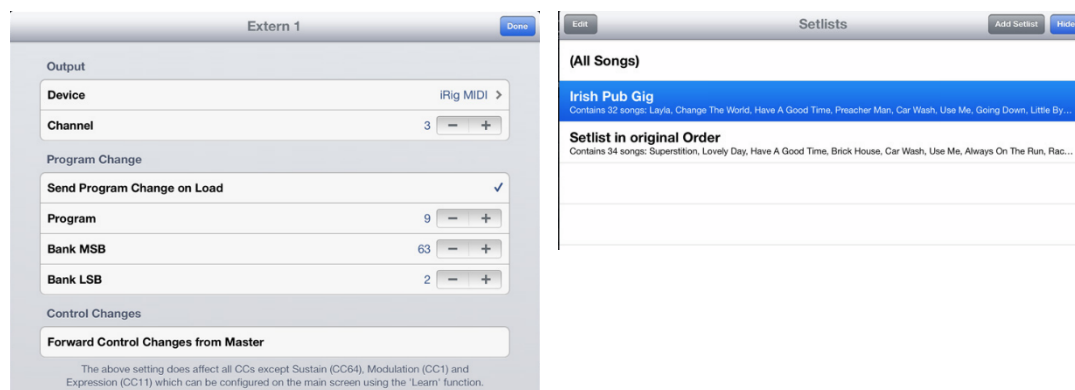 Extern 1
Done
Output
Device iRig MIDI
Channel 3 − +
Program Change
Send Program Change on Load ✓
Program 9 − +
Bank MSB 63 − +
Bank LSB 2 − +
Control Changes
Forward Control Changes from Master
The above setting does affect all CCs except Sustain (CC64), Modulation (CC1) and
Expression (CC11) which can be configured on the main screen using the 'Learn' function.
Edit
Setlists
Add Setlist
Hide
(All Songs)
Irish Pub Gig
Contains 32 songs: Layla, Change The World, Have A Good Time, Preacher Man, Car Wash, Use Me, Going Down, Little By...
Setlist in original Order
Contains 34 songs: Superstition, Lovely Day, Have A Good Time, Brick House, Car Wash, Use Me, Always On The Run, Rac...